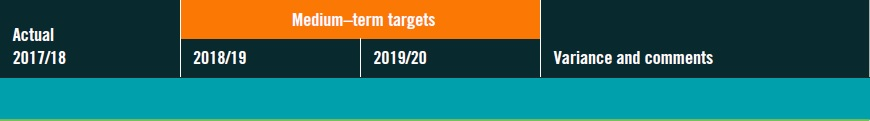 Medium–term targets
Actual
2017/18
2018/19
2019/20
Variance and comments